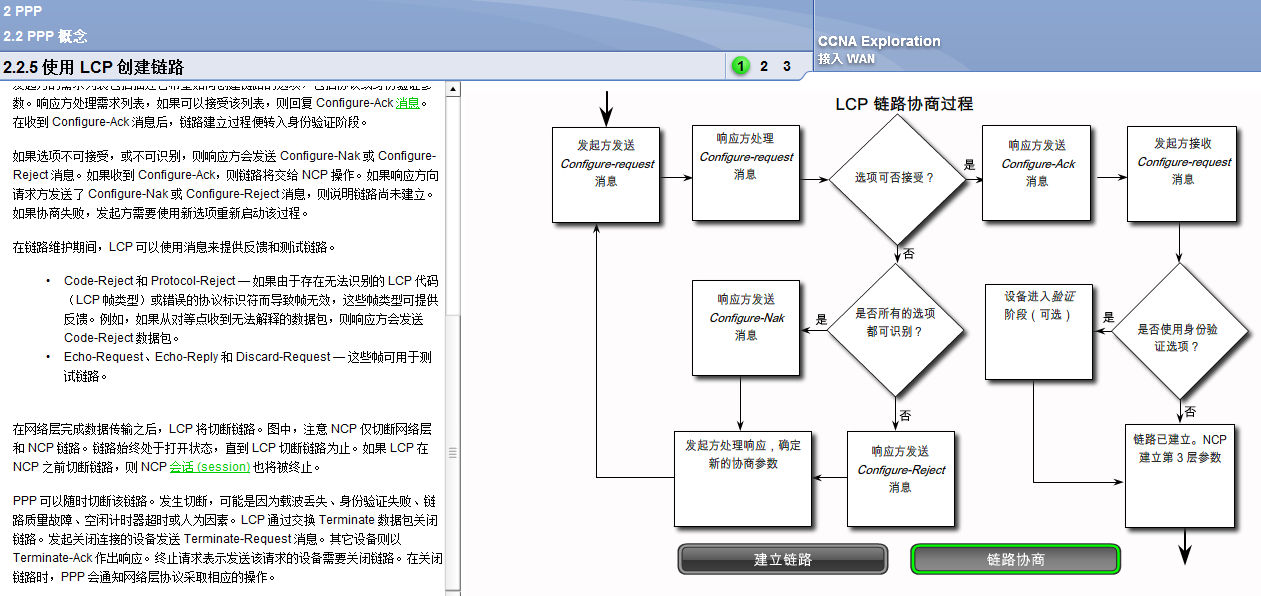 2 PPP
2.2 PPP 概念
CCNA Exploration
接入 WAN
2.2.5 使用 LCP 创建链路
1 2 3
数。响应方处理需求列表，如果可以接受该列表，则回复 Configure-Ack 消息。
在收到 Configure-Ack 消息后，链路建立过程便转入身份验证阶段。
如果选项不可接受，或不可识别，则响应方会发送 Configure-Nak 或 Configure-
Reject 消息。如果收到 Configure-Ack，则链路将交给 NCP 操作。如果响应方向
请求方发送了 Configure-Nak 或 Configure-Reject 消息，则说明链路尚未建立。
如果协商失败，发起方需要使用新选项重新启动该过程。
在链路维护期间，LCP 可以使用消息来提供反馈和测试链路。
• Code-Reject 和 Protocol-Reject — 如果由于存在无法识别的 LCP 代码
（LCP 帧类型）或错误的协议标识符而导致帧无效，这些帧类型可提供
反馈。例如，如果从对等点收到无法解释的数据包，则响应方会发送
Code-Reject 数据包。
• Echo-Request、Echo-Reply 和 Discard-Request — 这些帧可用于测
试链路。
在网络层完成数据传输之后，LCP 将切断链路。图中，注意 NCP 仅切断网络层
和 NCP 链路。链路始终处于打开状态，直到 LCP 切断链路为止。如果 LCP 在
NCP 之前切断链路，则 NCP 会话 (session) 也将被终止。
PPP 可以随时切断该链路。发生切断，可能是因为载波丢失、身份验证失败、链
路质量故障、空闲计时器超时或人为因素。LCP 通过交换 Terminate 数据包关闭
链路。发起关闭连接的设备发送 Terminate-Request 消息。其它设备则以
Terminate-Ack 作出响应。终止请求表示发送该请求的设备需要关闭链路。在关闭
链路时，PPP 会通知网络层协议采取相应的操作。
LCP 链路协商过程
发起方发送
Configure-request
消息
响应方处理
Configure-request
消息
选项可否接受？
是
响应方发送
Configure-Ack
消息
发起方接收
Configure-request
消息
否
响应方发送
Configure-Nak
消息
是
是否所有的选项
都可识别？
设备进入验证
阶段（可选）
是
是否使用身份验
证选项？
否
否
发起方处理响应，确定
新的协商参数
响应方发送
Configure-Reject
消息
链路已建立。NCP
建立第 3 层参数
建立链路
链路协商